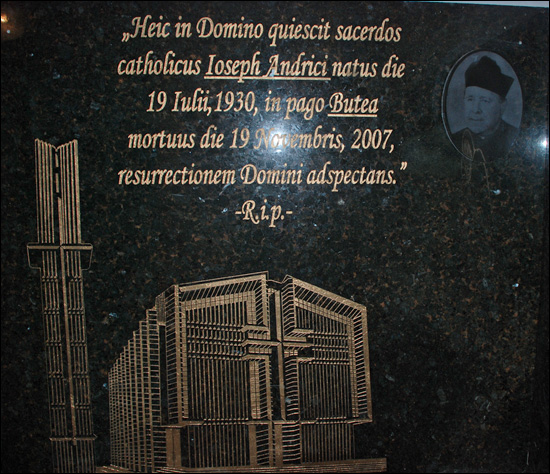 „Heic in Domino quiescit sacerdos
catholicus Ioseph Andrici natus die
19 Iulii,1930, in pago Butea
mortuus die 19 Novembris, 2007,
resurrectionem Domini adspectans.”
-R.i.p.-